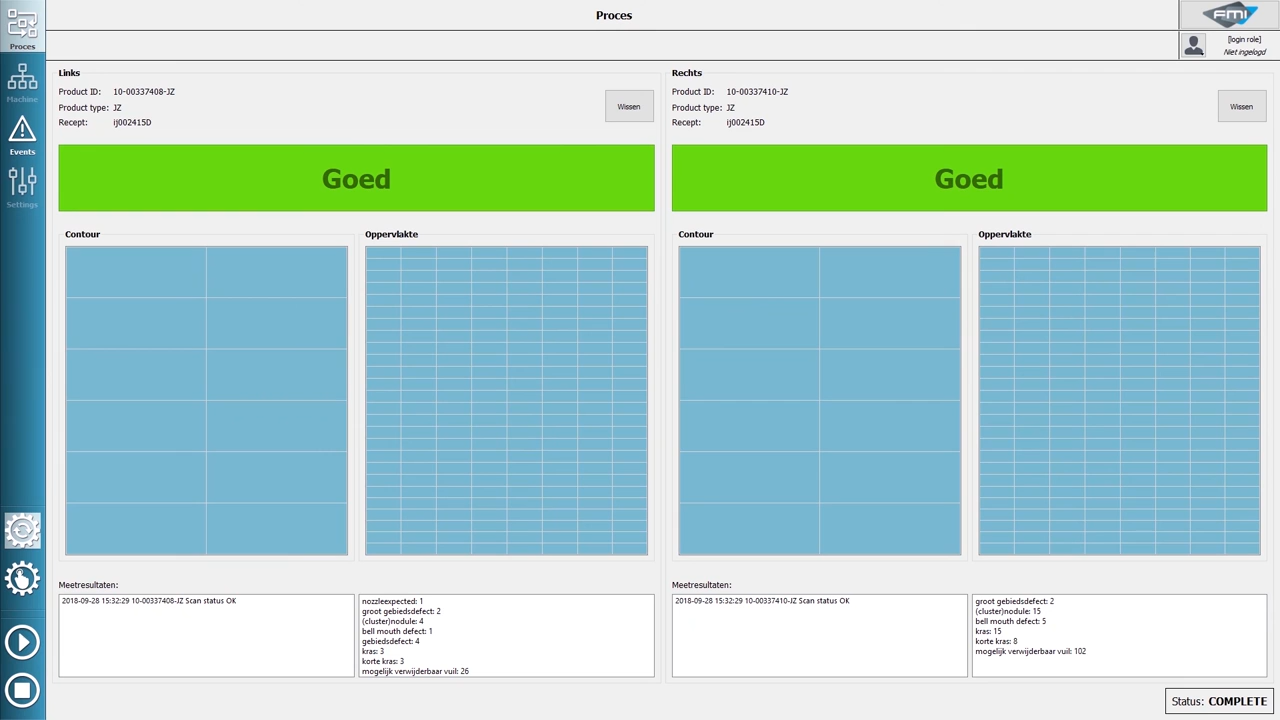 Proces
FMI
Proces
[login role]
Niet ingelogd
Machine
Events
Settings
Links
Product ID: 10-00337408-JZ
Product type: JZ
Recept: ij002415D
Wissen
Goed
Contour
Oppervlakte
Meetresultaten:
2018-09-28 15:32:29 10-00337408-JZ Scan status OK
nozzleexpected: 1
groot gebiedsdefect: 2
(cluster)nodule: 4
bell mouth defect: 1
gebiedsdefect: 4
kras: 3
korte kras: 3
mogelijk verwijderbaar vuil: 26
Rechts
Product ID: 10-00337410-JZ
Product type: JZ
Recept: ij002415D
Wissen
Goed
Contour
Oppervlakte
Meetresultaten:
2018-09-28 15:32:29 10-00337410-JZ Scan status OK
groot gebiedsdefect: 2
(cluster)nodule: 15
bell mouth defect: 5
kras: 15
korte kras: 8
mogelijk verwijderbaar vuil: 102
Status: COMPLETE